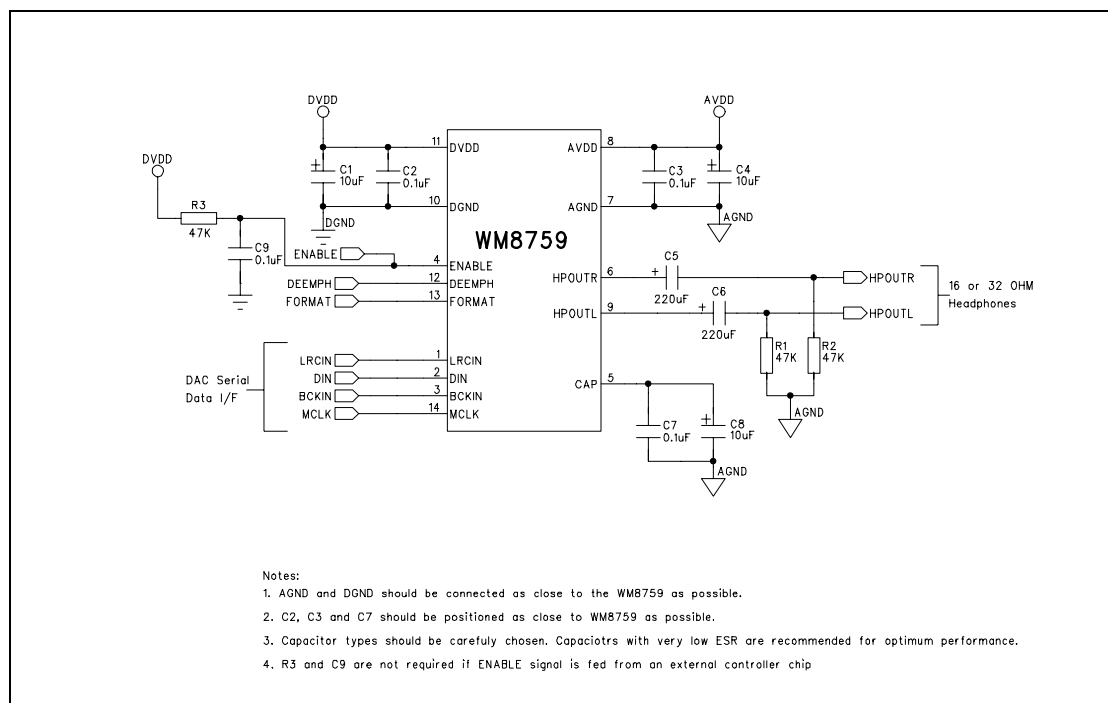 DVDD
AVDD
11
DVDD
AVDD
8
DVDD
C1
10uF
C2
0.1uF
C3
0.1uF
C4
10uF
10
DGND
AGND
7
R3
47K
DGND
AGND
WM8759
C9
0.1uF
ENABLE
4
ENABLE
DEEMPH
12
DEEMPH
FORMAT
13
FORMAT
HPOUTR
6
C5
220uF
HPOUTR
HPOUTL
9
C6
220uF
HPOUTL
16 or 32 OHM
Headphones
R1
47K
R2
47K
AGND
DAC Serial
Data I/F
LRCIN
1
LRCIN
DIN
2
DIN
BCKIN
3
BCKIN
MCLK
14
MCLK
CAP
5
C7
0.1uF
C8
10uF
AGND
Notes:
1. AGND and DGND should be connected as close to the WM8759 as possible.
2. C2, C3 and C7 should be positioned as close to WM8759 as possible.
3. Capacitor types should be carefuly chosen. Capaciotrs with very low ESR are recommended for optimum performance.
4. R3 and C9 are not required if ENABLE signal is fed from an external controller chip